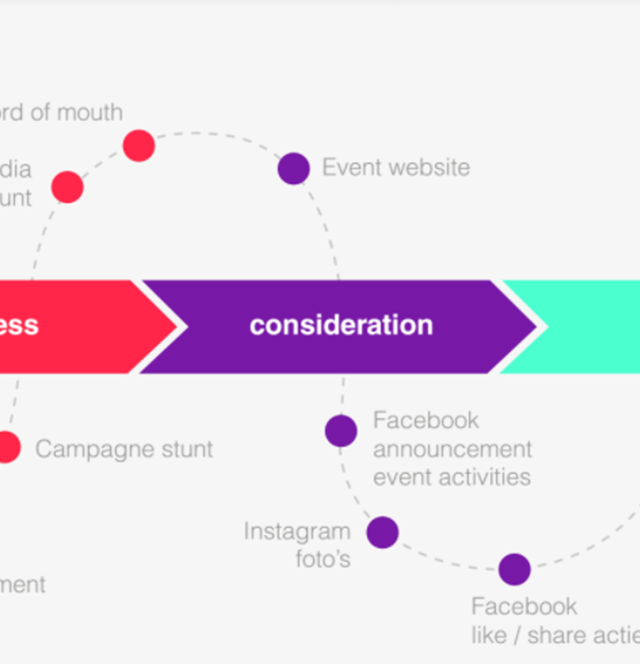 ord of mouth
dia
unt
Event website
ess
consideration
Campagne stunt
Facebook
announcement
event activities
Instagram
foto's
ment
Facebook
like / share actie